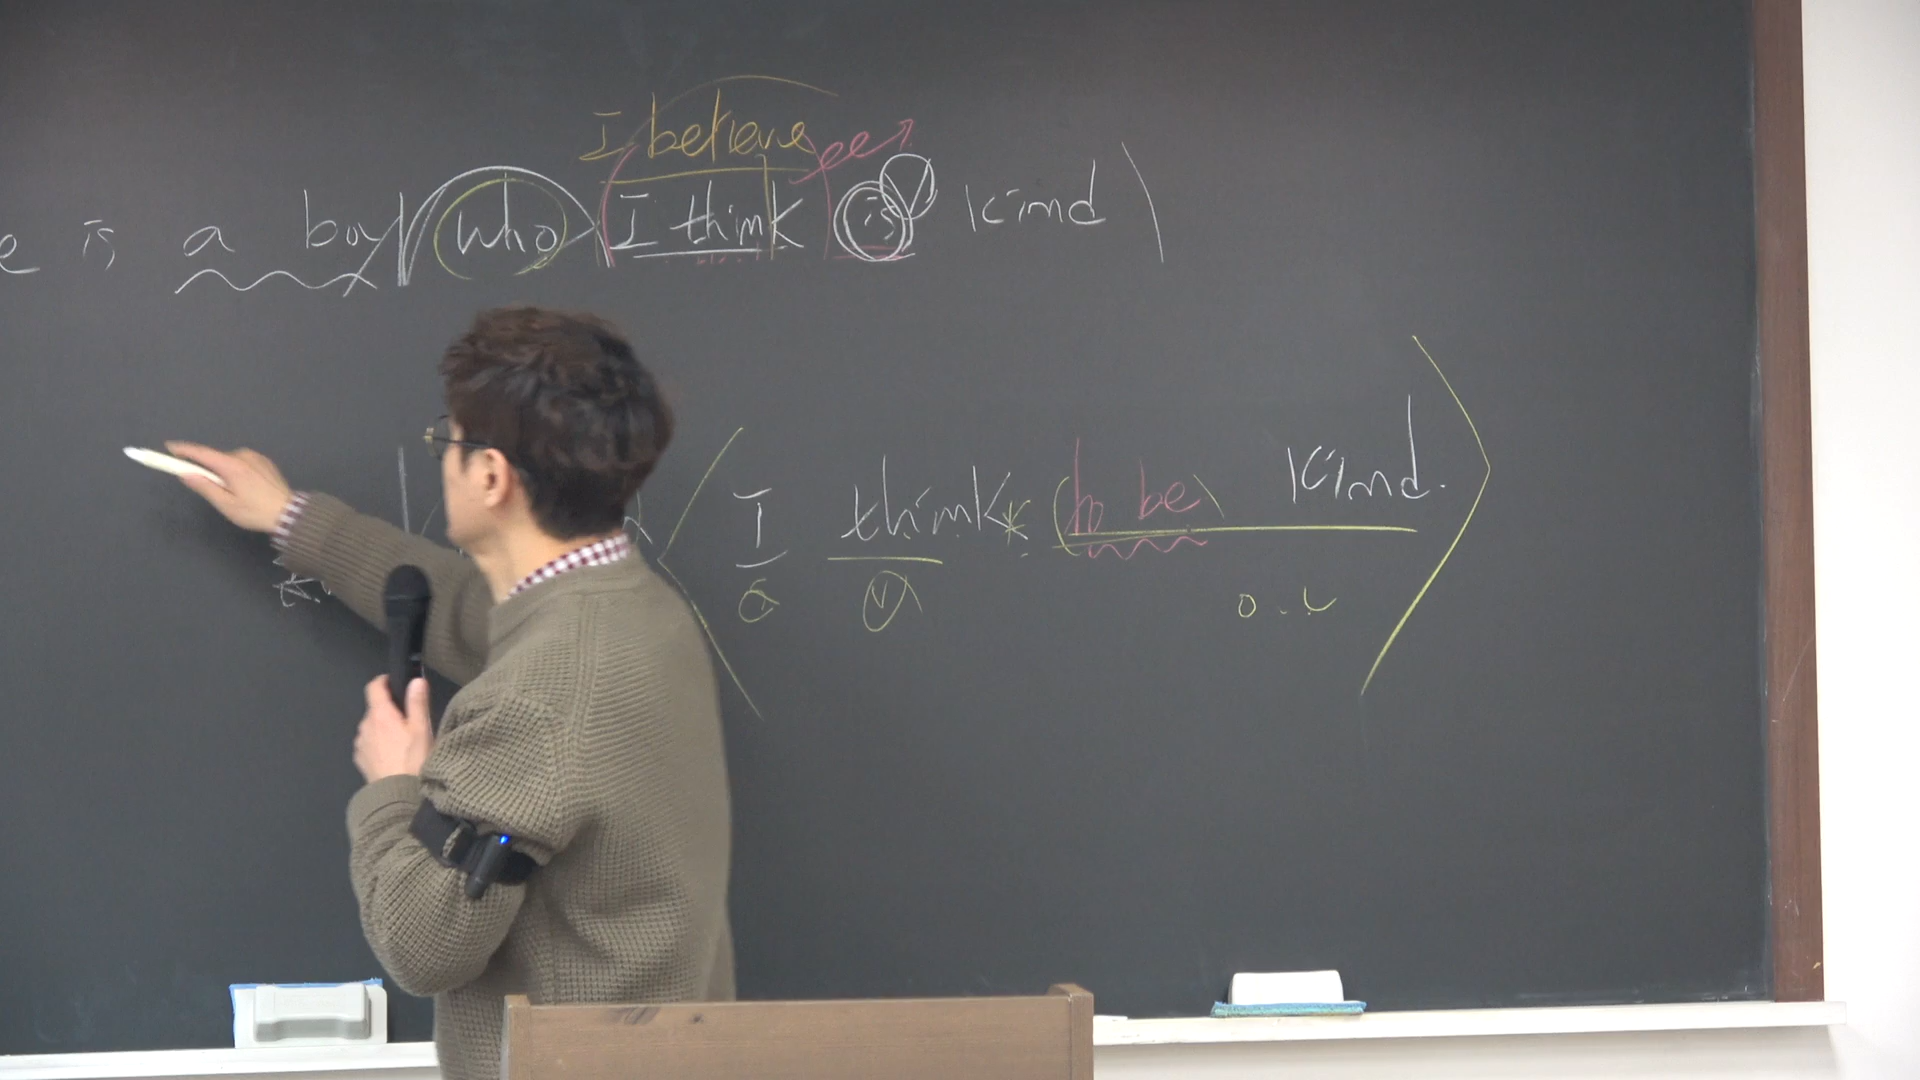 I believe
e is a boy who I think is kind
I think (to be) kind.
o.c